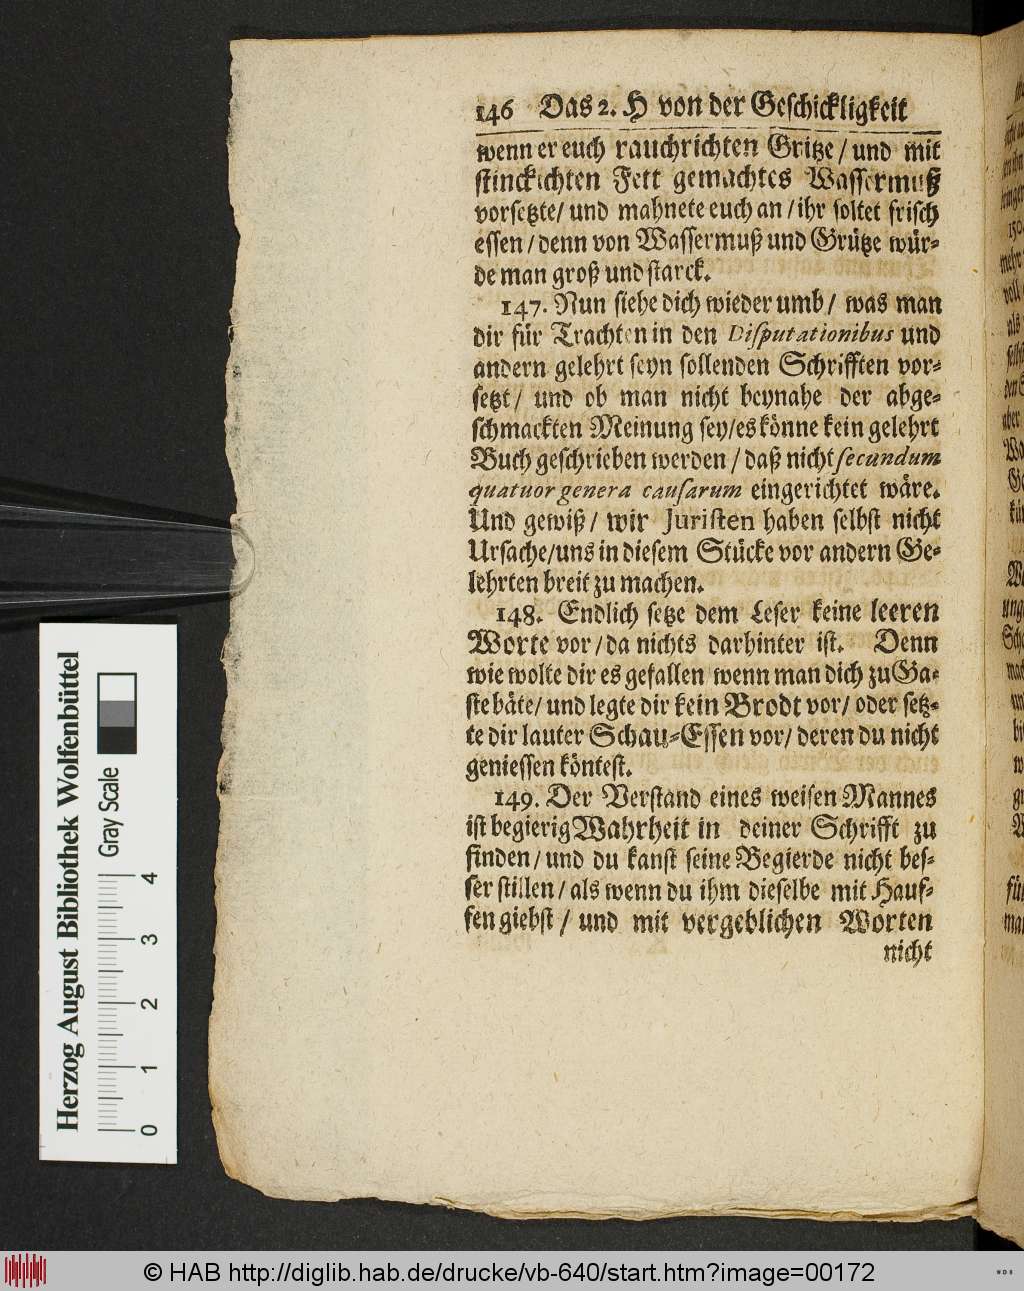 146 Das 2. H von der Geschickligkeit
wenn er euch rauchrichten Gritze / und mit
stinckichten Fett gemachtes Wassermuß
vorsetzte / und mahnete euch an / ihr soltet frisch
essen / denn von Wassermuß und Grütze wür-
de man groß und starck.
147. Nun siehe dich wieder umb / was man
dir für Trachten in den Disputationibus und
andern gelehrt seyn sollenden Schrifften vor-
setzt / und ob man nicht beynahe der abge-
schmackten Meinung sey / es könne kein gelehrt
Buch geschrieben werden / daß nicht secundum
quatuor genera causarum eingerichtet wäre.
Und gewiß / wir Juristen haben selbst nicht
Ursache / uns in diesem Stücke vor andern Ge-
lehrten breit zu machen.
148. Endlich setze dem Leser keine leeren
Worte vor / da nichts darhinter ist. Denn
wie wolte dir es gefallen wenn man dich zu Ga-
ste bäte / und legte dir kein Brodt vor / oder setz-
te dir lauter Schau-Essen vor / deren du nicht
geniessen köntest.
149. Der Verstand eines weisen Mannes
ist begierig Wahrheit in deiner Schrifft zu
finden / und du kanst seine Begierde nicht bes-
ser stillen / als wenn du ihm dieselbe mit Hauf-
fen giebst / und mit vergeblichen Worten
nicht
Herzog August Bibliothek Wolfenbüttel
Gray Scale
0 1 2 3 4
© HAB http://diglib.hab.de/drucke/vb-640/start.htm?image=00172